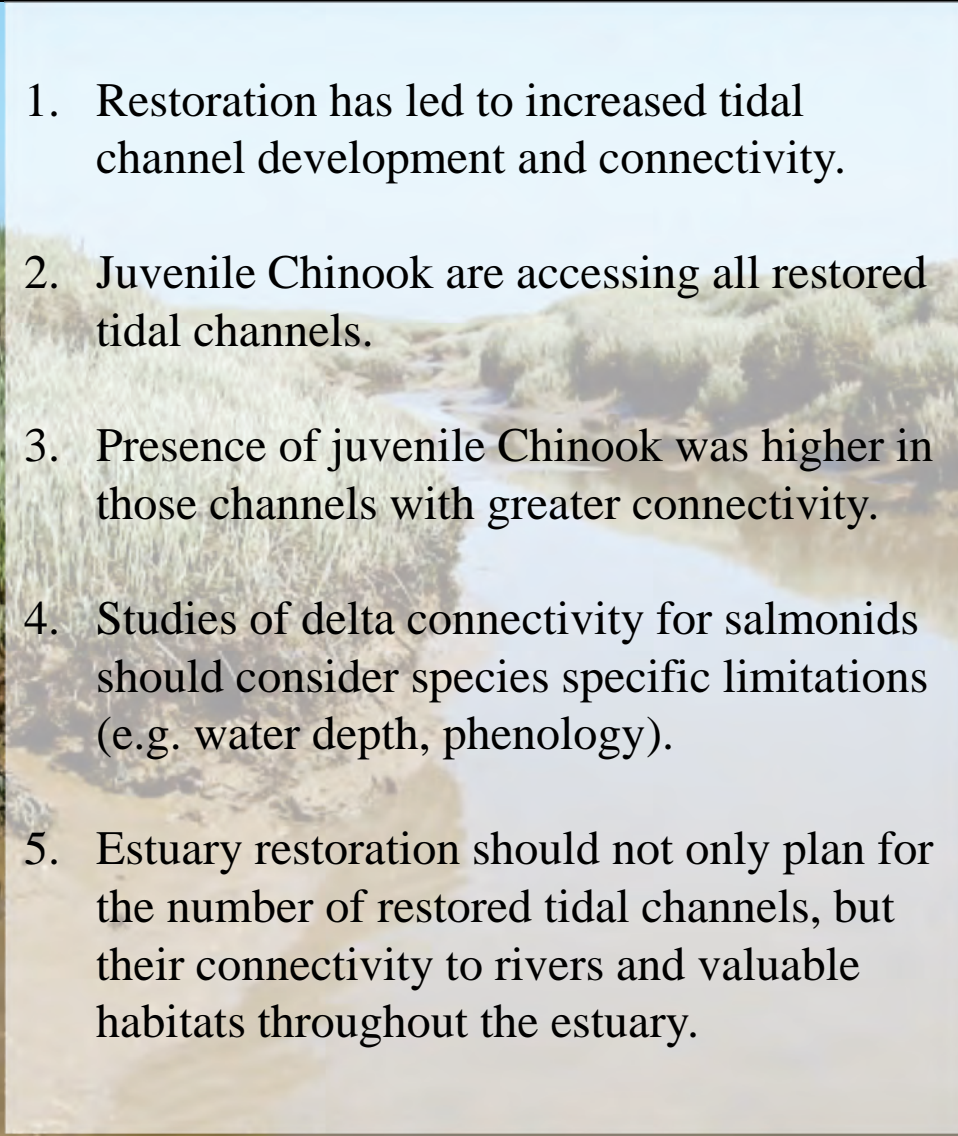 1. Restoration has led to increased tidal
channel development and connectivity.
2. Juvenile Chinook are accessing all restored
tidal channels.
3. Presence of juvenile Chinook was higher in
those channels with greater connectivity.
4. Studies of delta connectivity for salmonids
should consider species specific limitations
(e.g. water depth, phenology).
5. Estuary restoration should not only plan for
the number of restored tidal channels, but
their connectivity to rivers and valuable
habitats throughout the estuary.